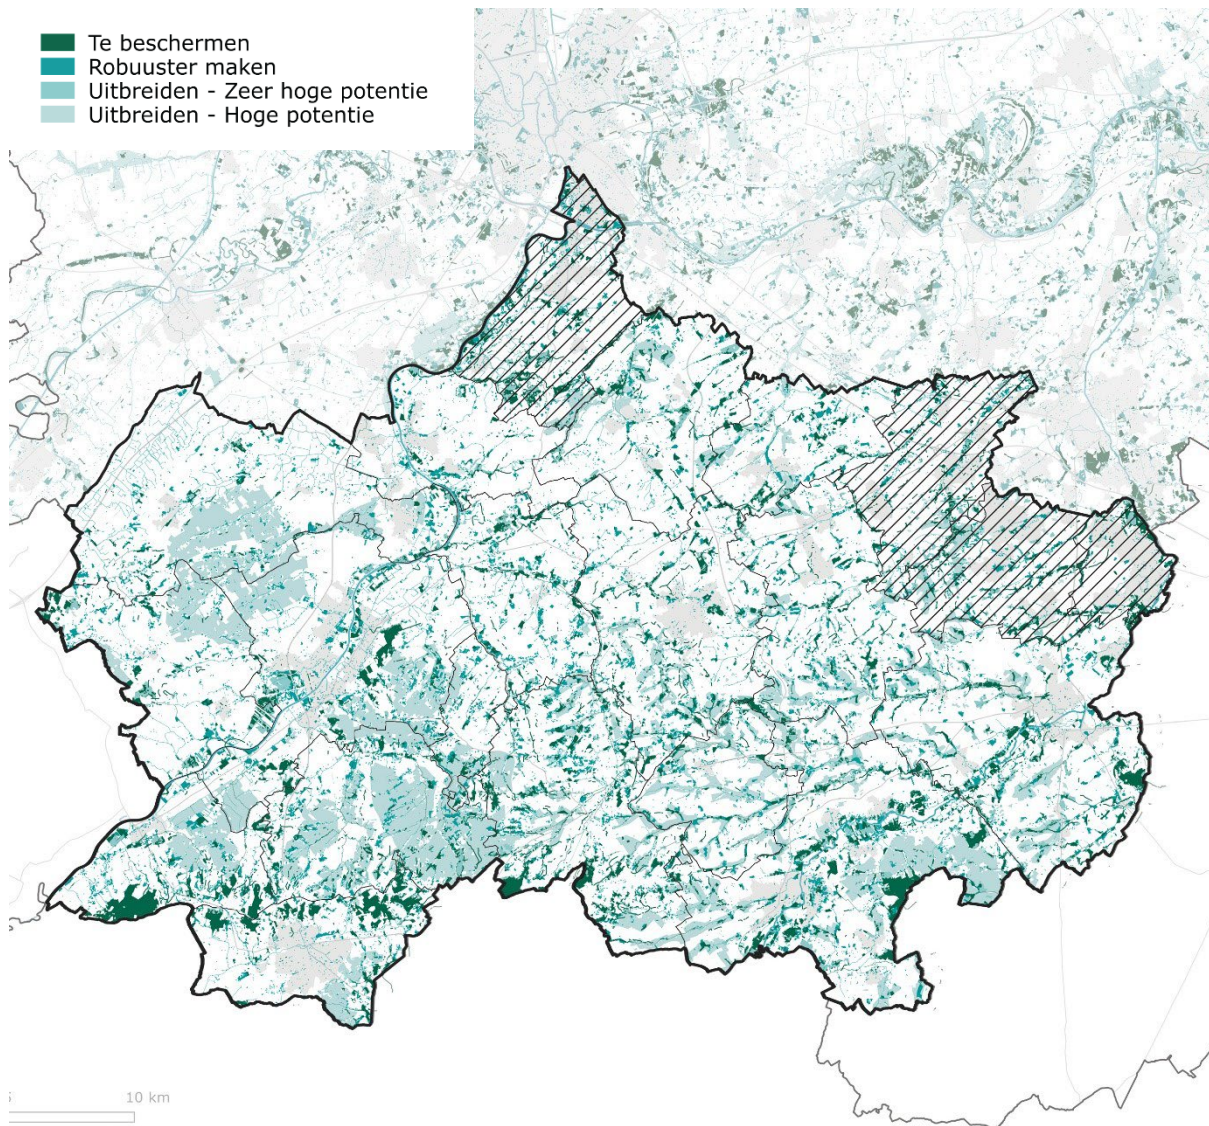 Te beschermen
Robuuster maken
Uitbreiden - Zeer hoge potentie
Uitbreiden - Hoge potentie
10 km